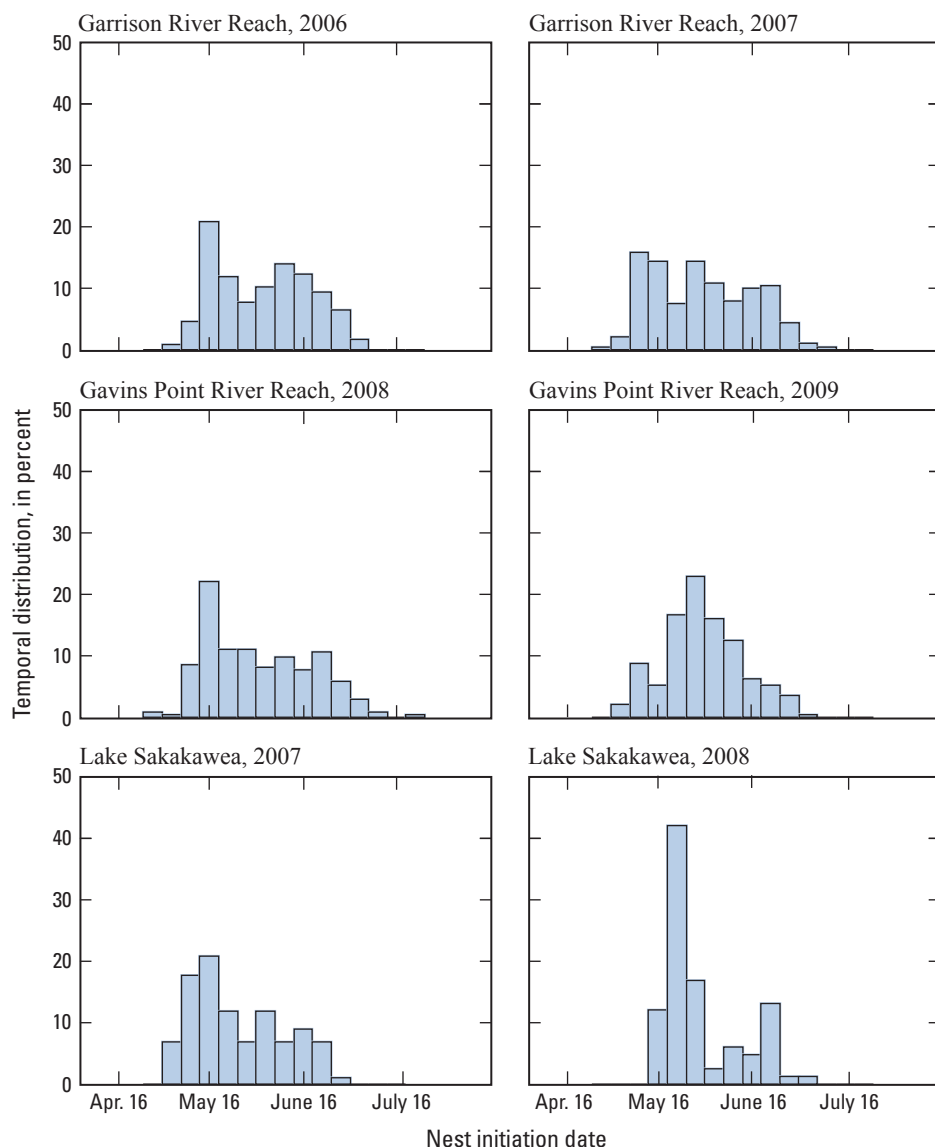 Garrison River Reach, 2006
Garrison River Reach, 2007
50
40
30
20
10
0
Gavins Point River Reach, 2008
Gavins Point River Reach, 2009
50
40
30
20
10
0
Temporal distribution, in percent
Lake Sakakawea, 2007
Lake Sakakawea, 2008
50
40
30
20
10
0
Apr. 16 May 16 June 16 July 16
Apr. 16 May 16 June 16 July 16
Nest initiation date